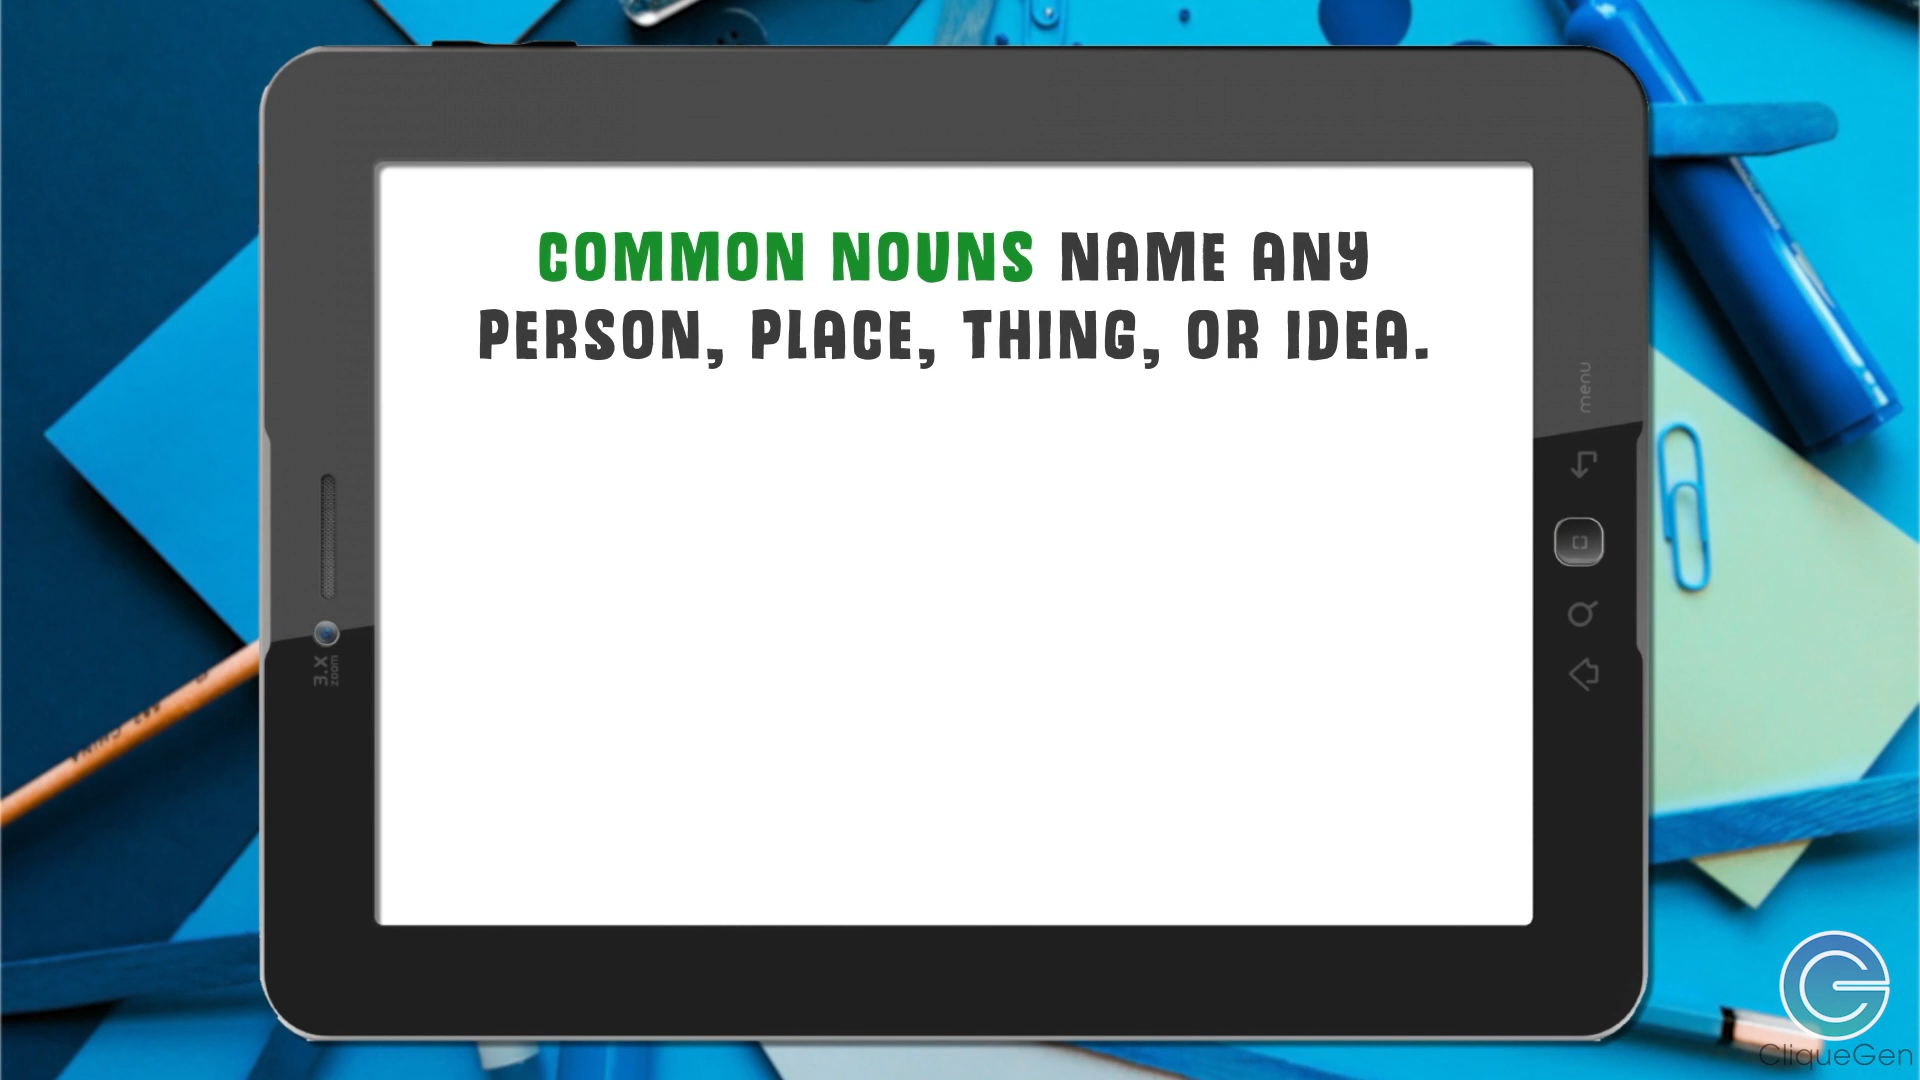 COMMON NOUNS NAME ANY
PERSON, PLACE, THING, OR IDEA.
menu
3.X
zoom
CliqueGen